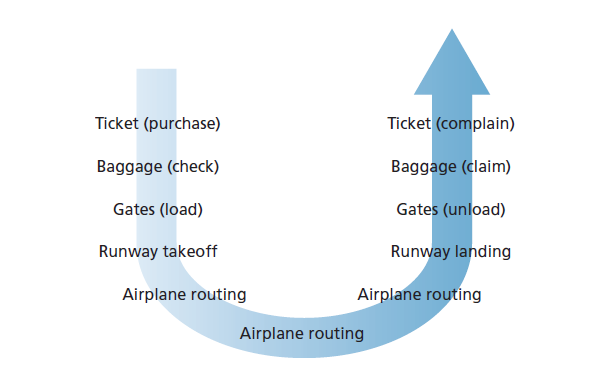 Ticket (purchase)
Baggage (check)
Gates (load)
Runway takeoff
Airplane routing
Airplane routing
Ticket (complain)
Baggage (claim)
Gates (unload)
Runway landing
Airplane routing